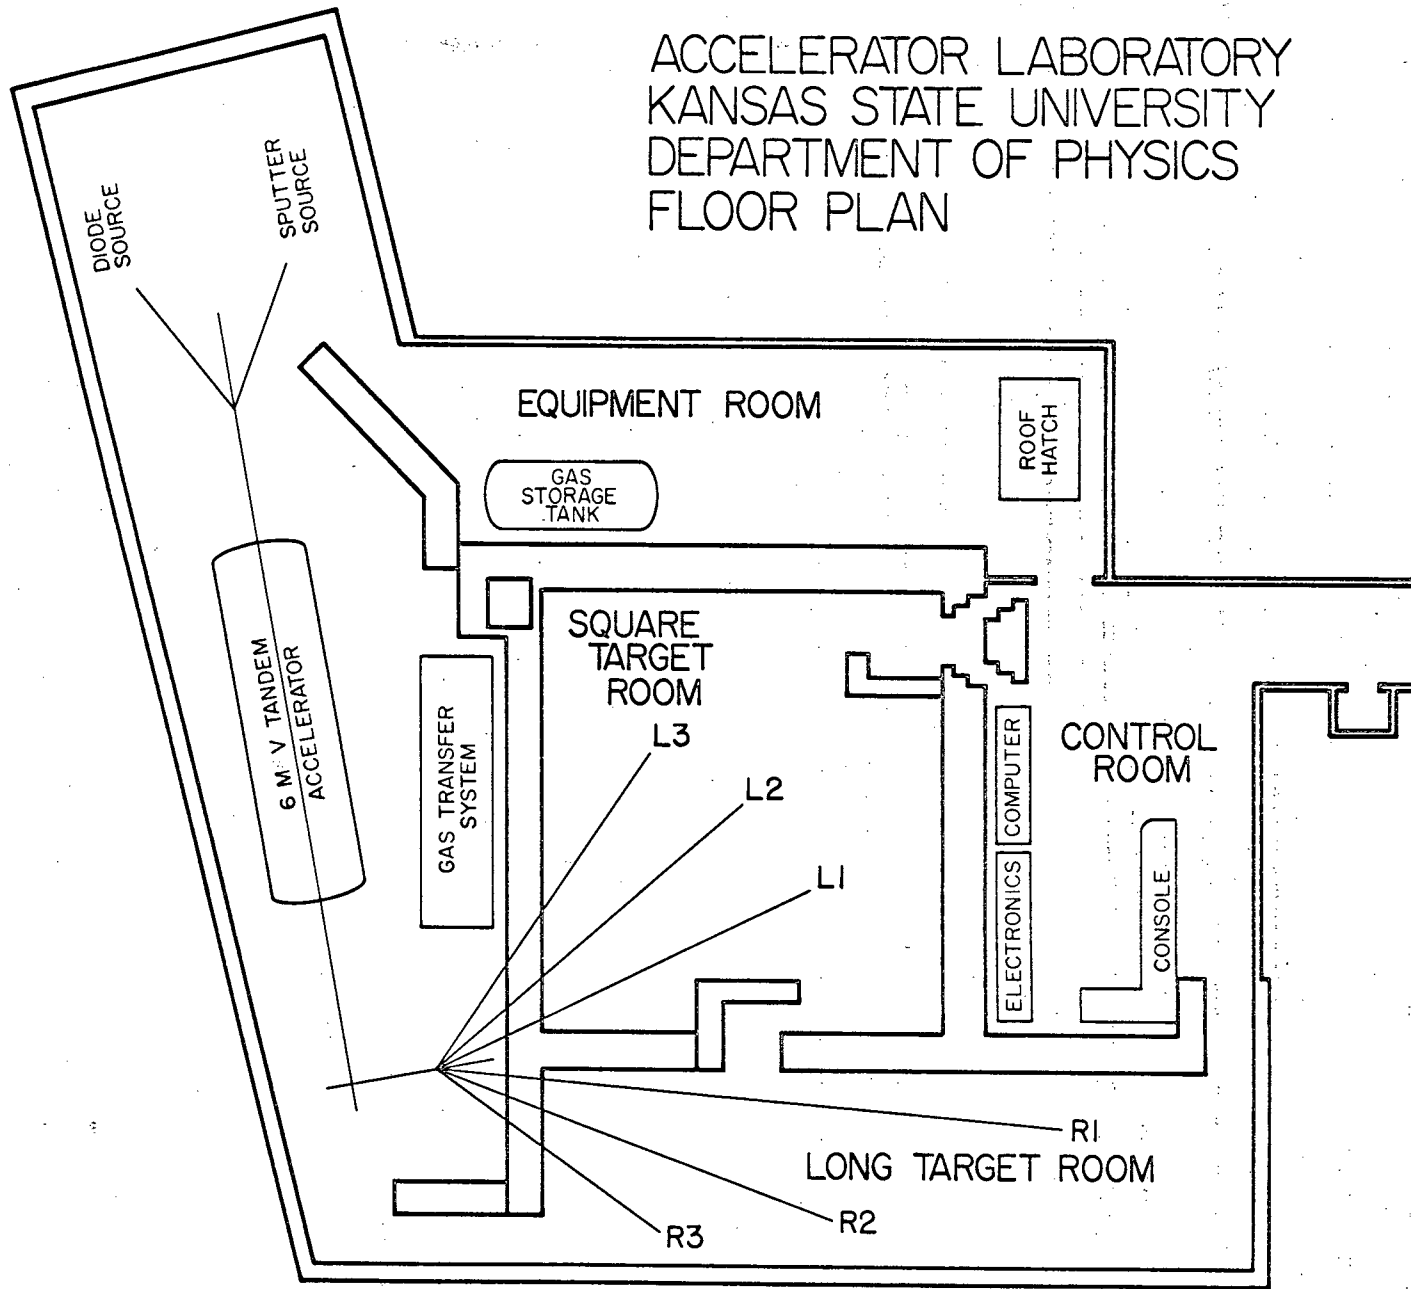 ACCELERATOR LABORATORY
KANSAS STATE UNIVERSITY
DEPARTMENT OF PHYSICS
FLOOR PLAN
DIODE
SOURCE
SPUTTER
SOURCE
EQUIPMENT ROOM
ROOF
HATCH
GAS
STORAGE
TANK
SQUARE
TARGET
ROOM
6 M V TANDEM
ACCELERATOR
GAS TRANSFER
SYSTEM
L3
L2
L1
COMPUTER
CONTROL
ROOM
ELECTRONICS
CONSOLE
R1
LONG TARGET ROOM
R2
R3